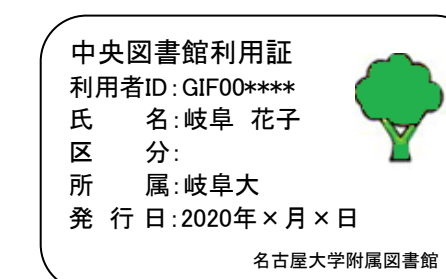 中央図書館利用証
利用者ID：GIF00****
氏　　名：岐阜　花子
区　　分：
所　　属：岐阜大
発 行 日：2020年×月×日
名古屋大学附属図書館